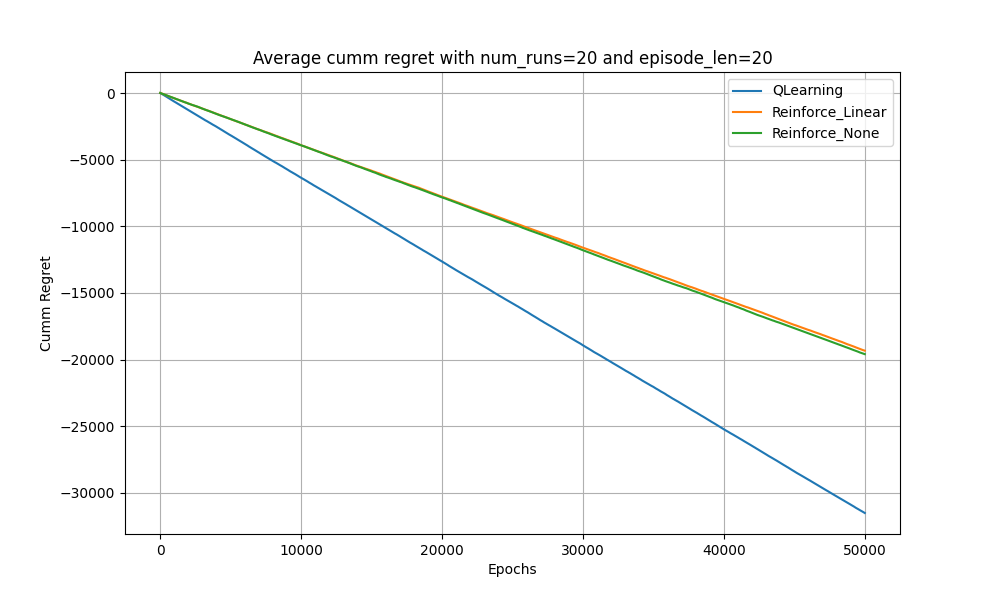 Average cumm regret with num_runs=20 and episode_len=20
QLearning
Reinforce_Linear
Reinforce_None
Cumm Regret
0
−5000
−10000
−15000
−20000
−25000
−30000
0 10000 20000 30000 40000 50000
Epochs